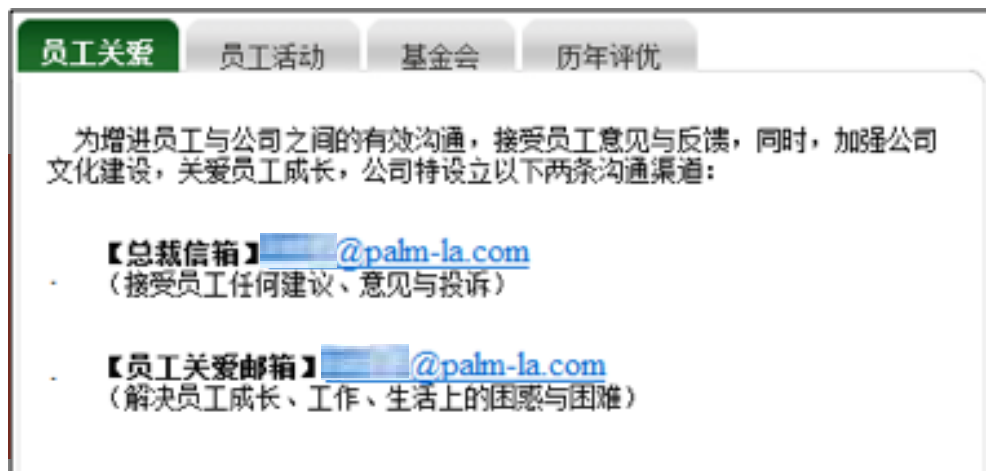 员工关爱 员工活动 基金会 历年评优
为增进员工与公司之间的有效沟通，接受员工意见与反馈，同时，加强公司
文化建设，关爱员工成长，公司特设立以下两条沟通渠道：
【总裁信箱】@palm-la.com
（接受员工任何建议、意见与投诉）
【员工关爱邮箱】@palm-la.com
（解决员工成长、工作、生活上的困惑与困难）